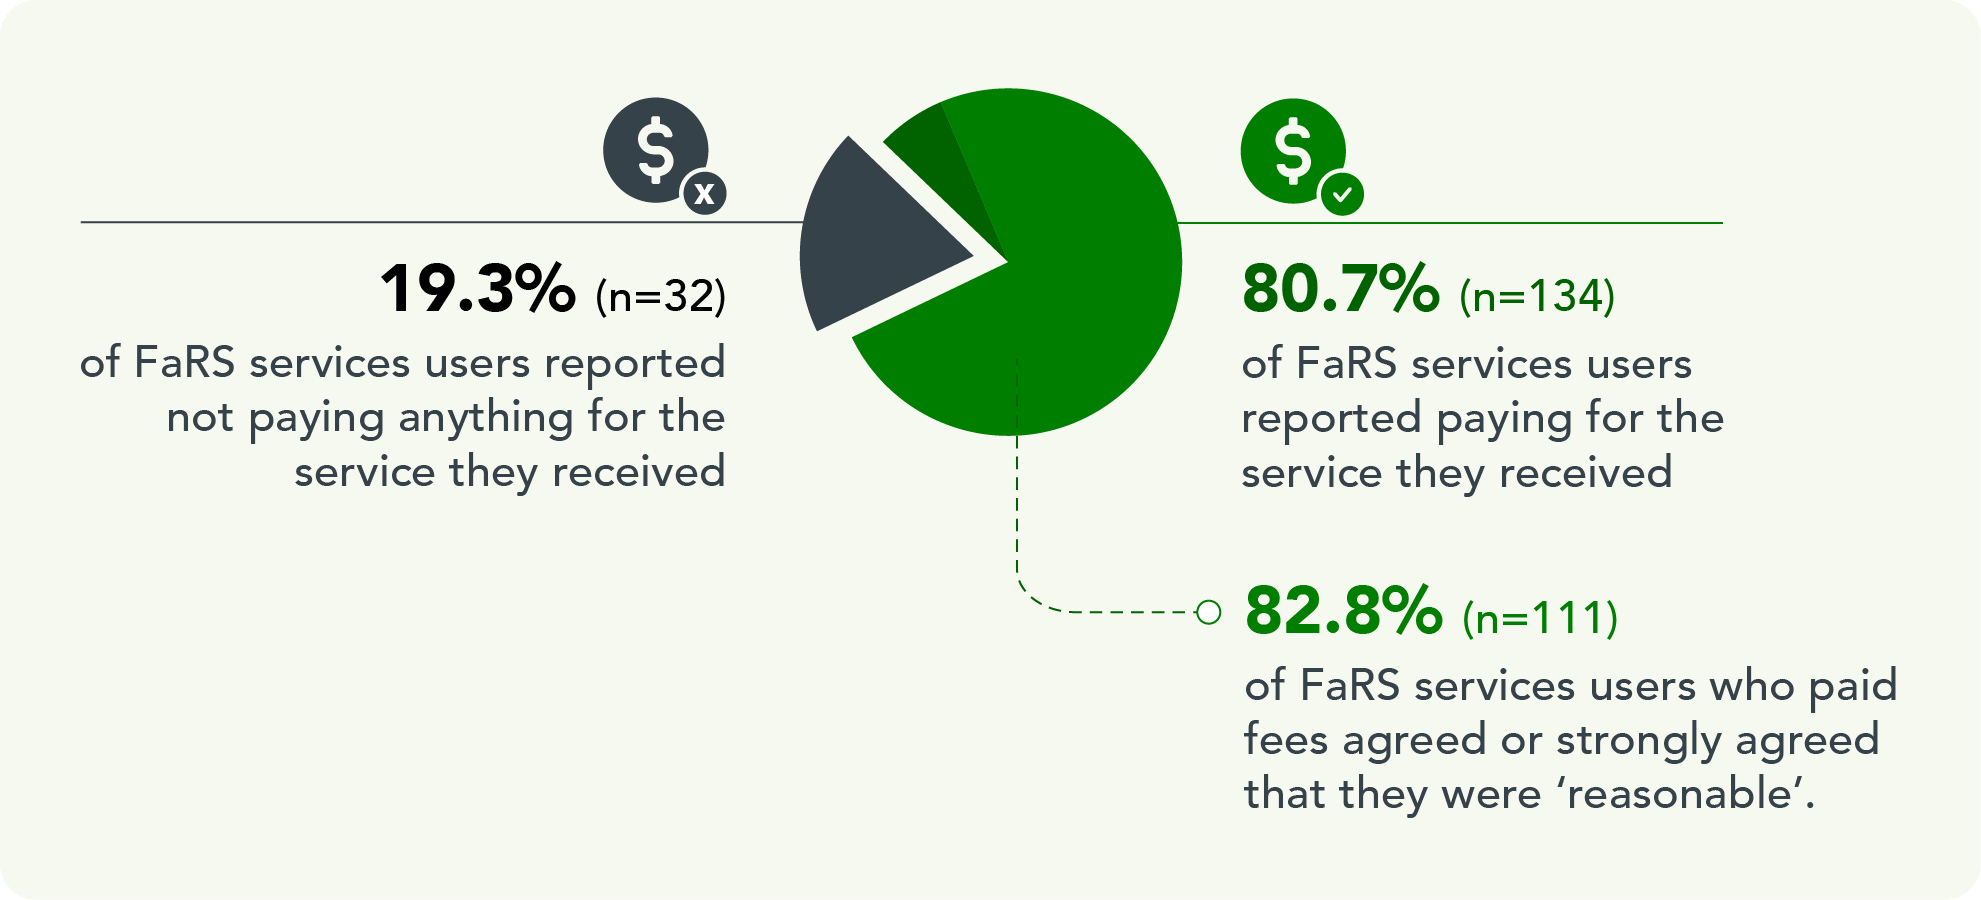 $
X
19.3% (n=32)
of FaRS services users reported
not paying anything for the
service they received
$
80.7% (n=134)
of FaRS services users
reported paying for the
service they received
82.8% (n=111)
of FaRS services users who paid
fees agreed or strongly agreed
that they were ‘reasonable’.